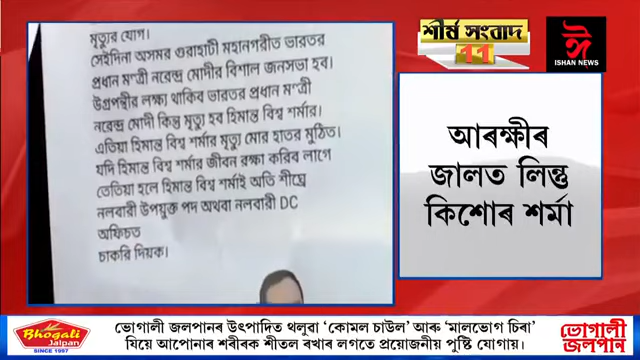 মৃত্যুৰ যোগ।
সেইদিনা অসমৰ গুৱাহাটী মহানগৰীত ভাৰতৰ
প্ৰধান মন্ত্ৰী নৰেন্দ্ৰ মোদীৰ বিশাল জনসভা হব।
উগ্ৰপন্থীৰ লক্ষ্য থাকিব ভাৰতৰ প্ৰধান মন্ত্ৰী
নৰেন্দ্ৰ মোদী কিন্তু মৃত্যু হব হিমান্ত বিশ্ব শৰ্মাৰ।
এতিয়া হিমান্ত বিশ্ব শৰ্মাৰ মৃত্যু মোৰ হাতৰ মুঠিত।
যদি হিমান্ত বিশ্ব শৰ্মাৰ জীৱন ৰক্ষা কৰিব লাগে
তেতিয়া হলে হিমান্ত বিশ্ব শৰ্মাই অতি শীঘ্ৰে
নলবাৰী উপযুক্ত পদ অথবা নলবাৰী DC
অফিচত
চাকৰি দিয়ক।
শীৰ্ষ সংবাদ
11
ISHAN NEWS
আৰক্ষীৰ
জালত লিন্তু
কিশোৰ শৰ্মা
Bhogali
Jalpan
SINCE 1997
ভোগালী জলপানৰ উৎপাদিত থলুৱা ‘কোমল চাউল’ আৰু ‘মালভোগ চিৰা’
যিয়ে আপোনাৰ শৰীৰক শীতল ৰখাৰ লগতে প্ৰয়োজনীয় পুষ্টি যোগায়।
ভোগালী
জলপান